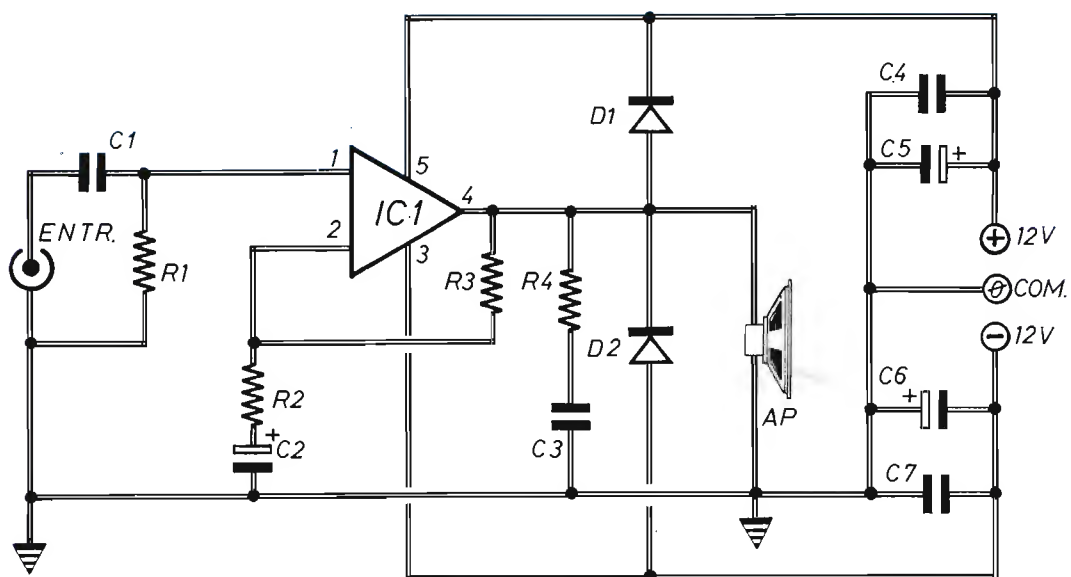 C4
D1
C5
+
C1
1
5
4
IC1
ENTR.
2
3
R1
R3
R4
+ 12V
0 COM.
- 12V
D2
R2
+
C2
C3
AP
C6
+
C7